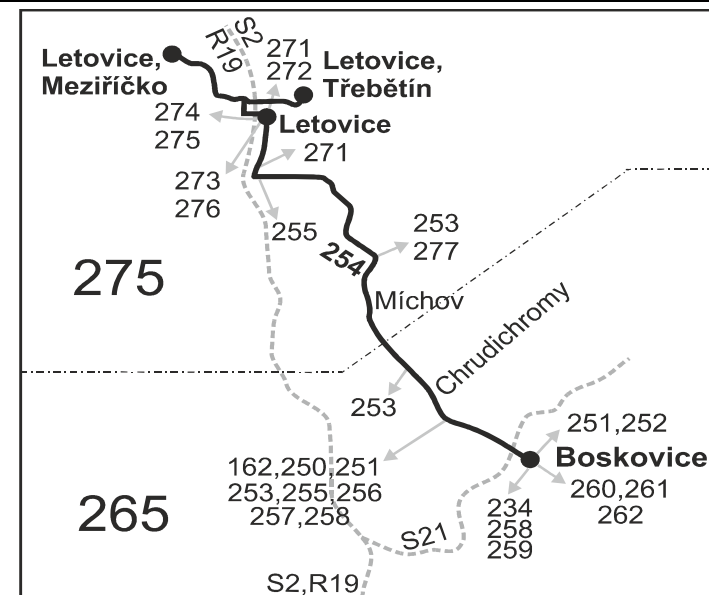 S2
R19
271
272
Letovice,
Meziříčko
Letovice,
Třebětín
274
275
Letovice
271
273
276
255
253
277
254
275
Míchov
Chrudichromy
253
251,252
162,250,251
253,255,256
257,258
Boskovice
260,261
262
234
258
259
265
S21
S2,R19